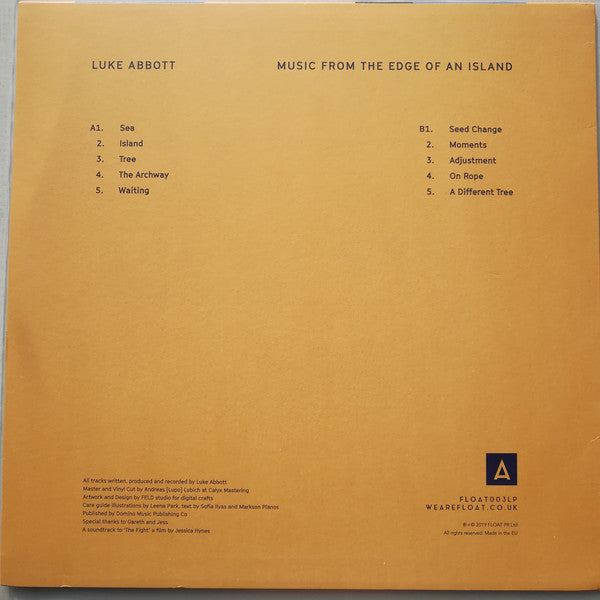 LUKE ABBOTT
MUSIC FROM THE EDGE OF AN ISLAND
A1. Sea
2. Island
3. Tree
4. The Archway
5. Waiting
B1. Seed Change
2. Moments
3. Adjustment
4. On Rope
5. A Different Tree
All tracks written, produced and recorded by Luke Abbott
Master and Vinyl Cut by Andreas [Lupo] Lubich at Calyx Mastering
Artwork and Design by FELD studio for digital crafts
Care guide illustrations by Leena Park, text by Sofia Ilyas and Markson Pianos
Published by Domino Music Publishing Co
Special thanks to Gareth and Jess
A soundtrack to 'The Fight' a film by Jessica Hynes
A
FLOAT003LP
WEAREFLOAT.CO.UK
℗+© 2019 FLOAT PR Ltd
All rights reserved. Made in the EU